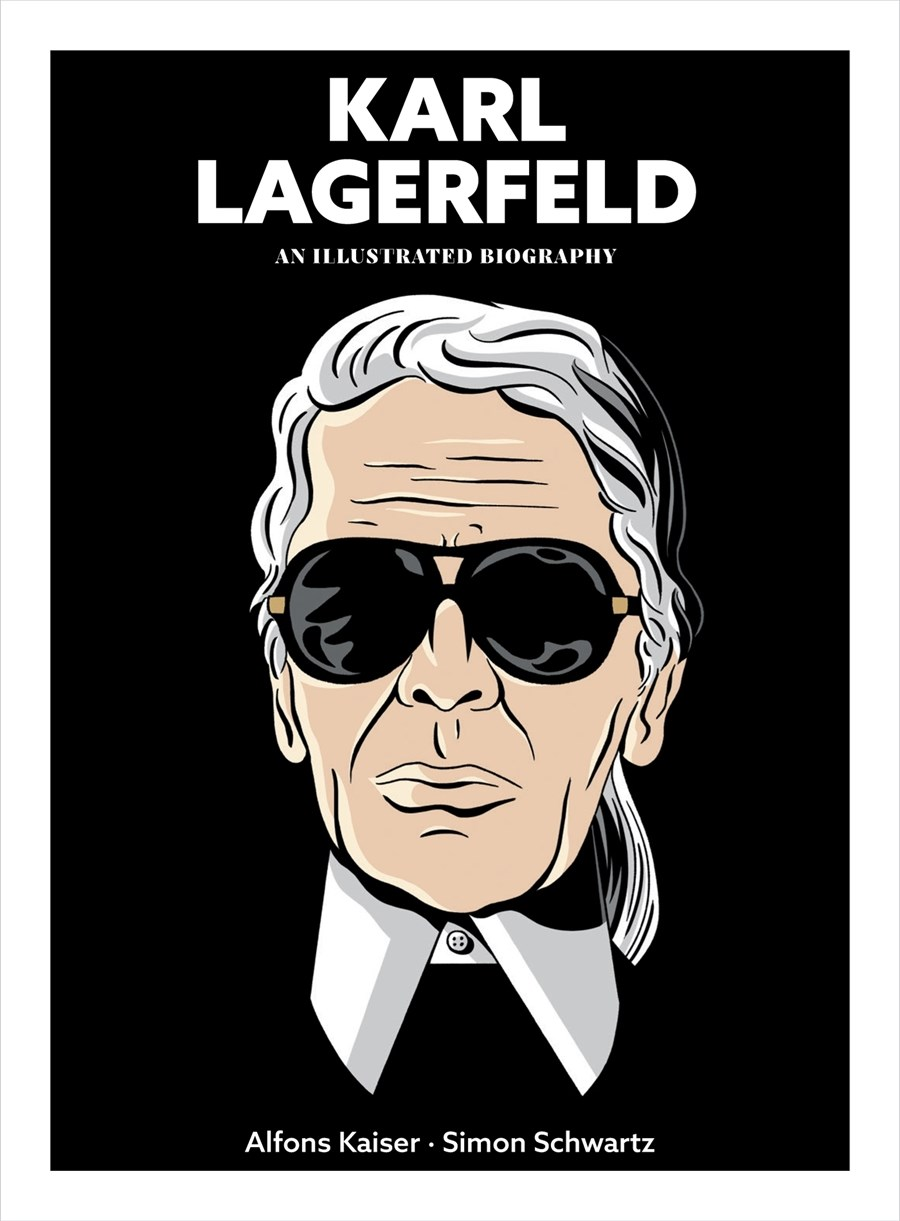 KARL
LAGERFELD
AN ILLUSTRATED BIOGRAPHY
Alfons Kaiser · Simon Schwartz